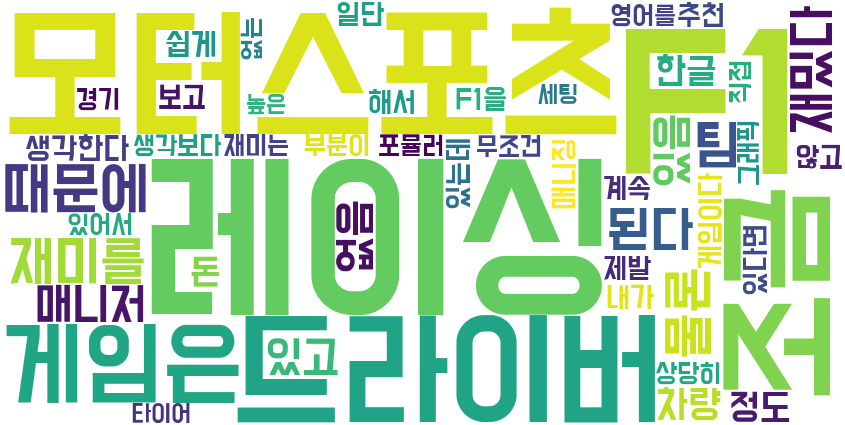 모터스포츠
F1
재밌다
일단
영어를
추천
쉽게
없는
한글
직접
경기
보고
높은
해서
F1을
세팅
있음
팀
그래픽
않고
생각한다
생각보다
재미는
부분이
포뮬러
무조건
있는데
매니징
때문에
레이싱
없음
계속
된다
게임이다
좀
있어서
재미를
돈
제발
있다면
매니저
내가
물론
저
게임은
드라이버
있고
상당히
차량
정도
타이어